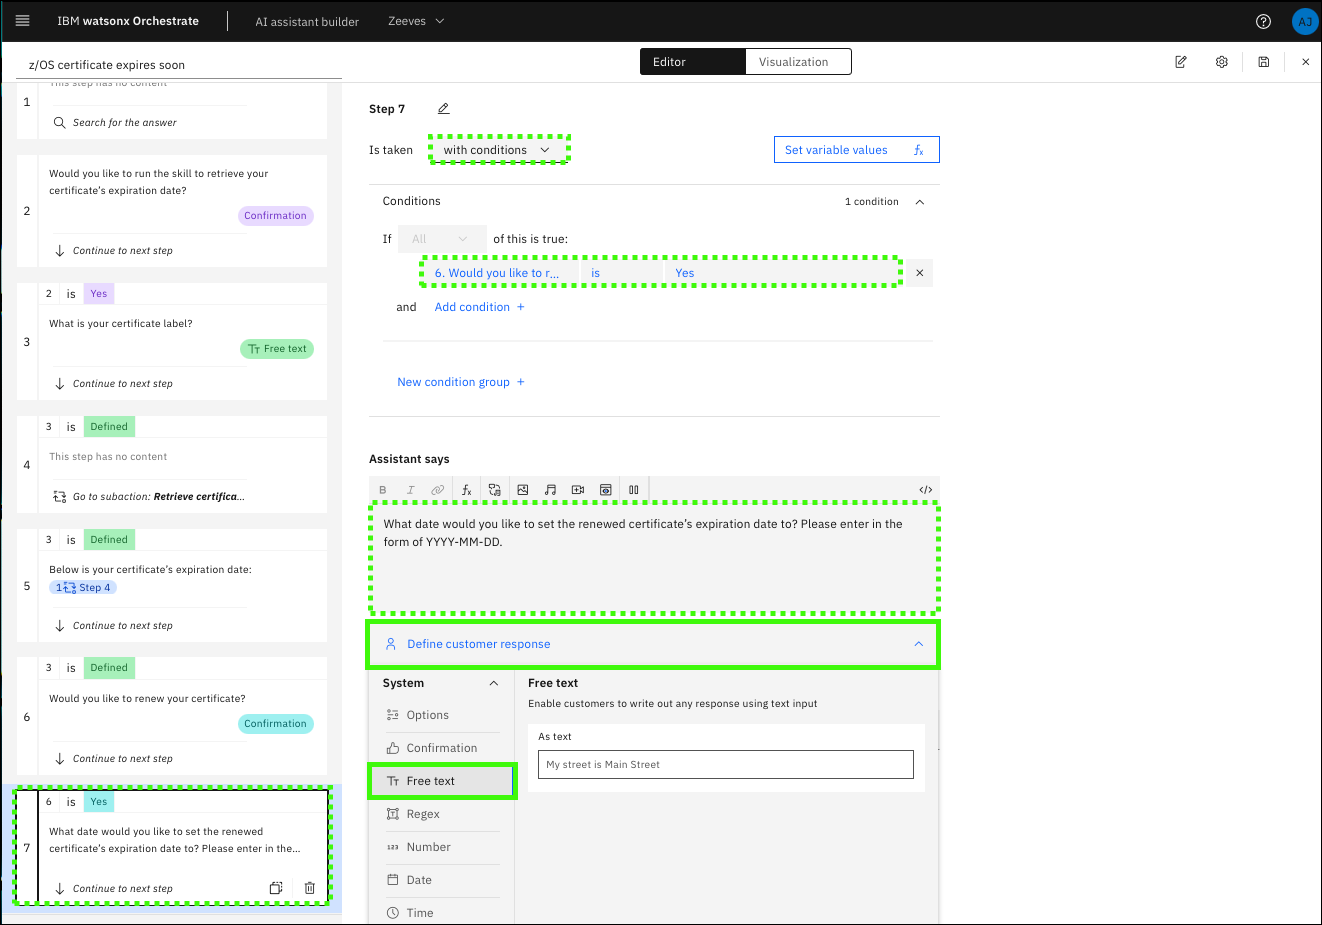 IBM watsonx Orchestrate
AI assistant builder
Zeeves
AJ
z/OS certificate expires soon
Editor
Visualization
1
This step has no content
Search for the answer
2
Would you like to run the skill to retrieve your
certificate's expiration date?
Confirmation
Continue to next step
2 is Yes
3
What is your certificate label?
Free text
Continue to next step
3 is Defined
4
This step has no content
Go to subaction: Retrieve certifica...
3 is Defined
5
Below is your certificate's expiration date:
1 Step 4
Continue to next step
3 is Defined
6
Would you like to renew your certificate?
Confirmation
Continue to next step
6 is Yes
7
What date would you like to set the renewed
certificate's expiration date to? Please enter in the...
Continue to next step
Step 7
Is taken with conditions
Set variable values fx
Conditions
1 condition
If All of this is true:
6. Would you like to r... is Yes
and Add condition +
New condition group +
Assistant says
B I fx </>
What date would you like to set the renewed certificate's expiration date to? Please enter in the
form of YYYY-MM-DD.
Define customer response
System
Options
Confirmation
Free text
Regex
123 Number
Date
Time
Free text
Enable customers to write out any response using text input
As text
My street is Main Street